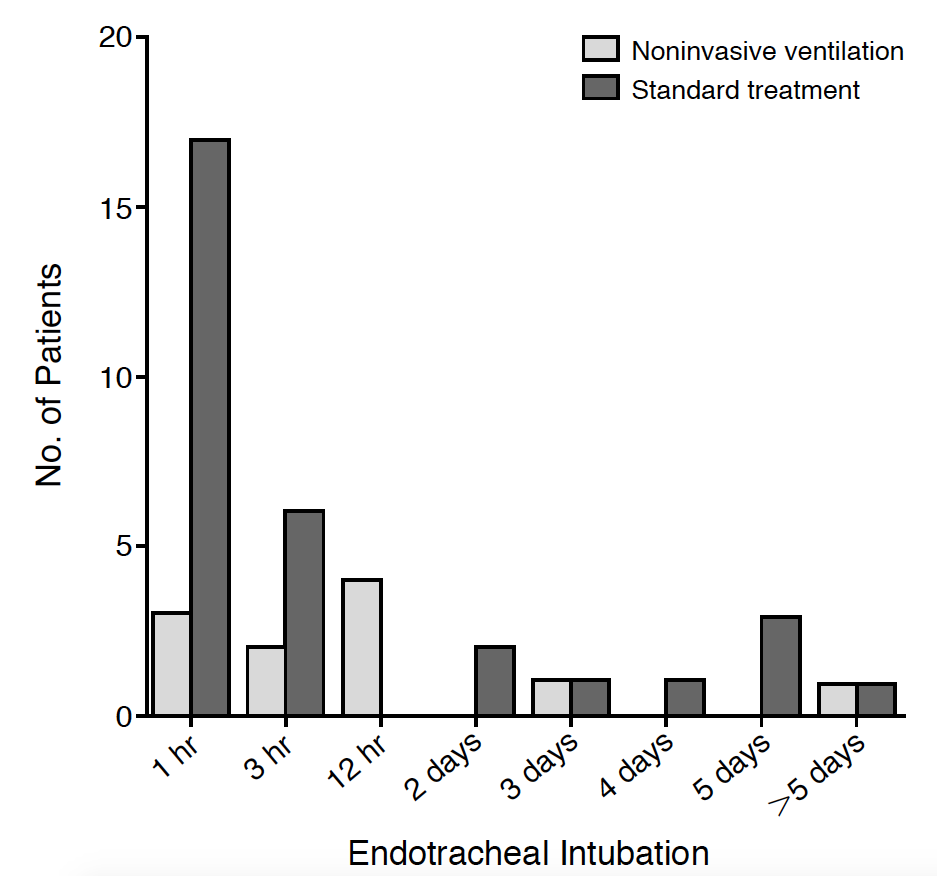 20
15
10
5
0
No. of Patients
Noninvasive ventilation
Standard treatment
1 hr
3 hr
12 hr
2 days
3 days
4 days
5 days
>5 days
Endotracheal Intubation